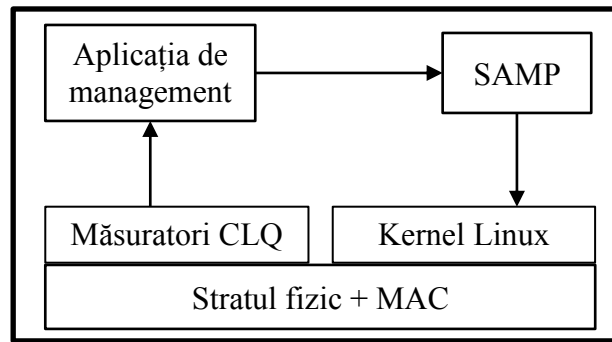 Aplicația de
management
SAMP
Măsuratori CLQ
Kernel Linux
Stratul fizic + MAC